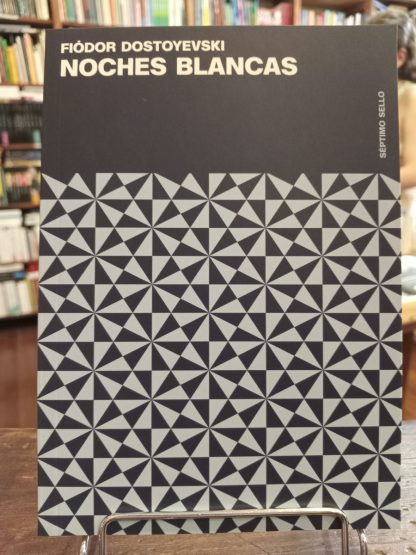 FIÓDOR DOSTOYEVSKI
NOCHES BLANCAS
SÉPTIMO SELLO